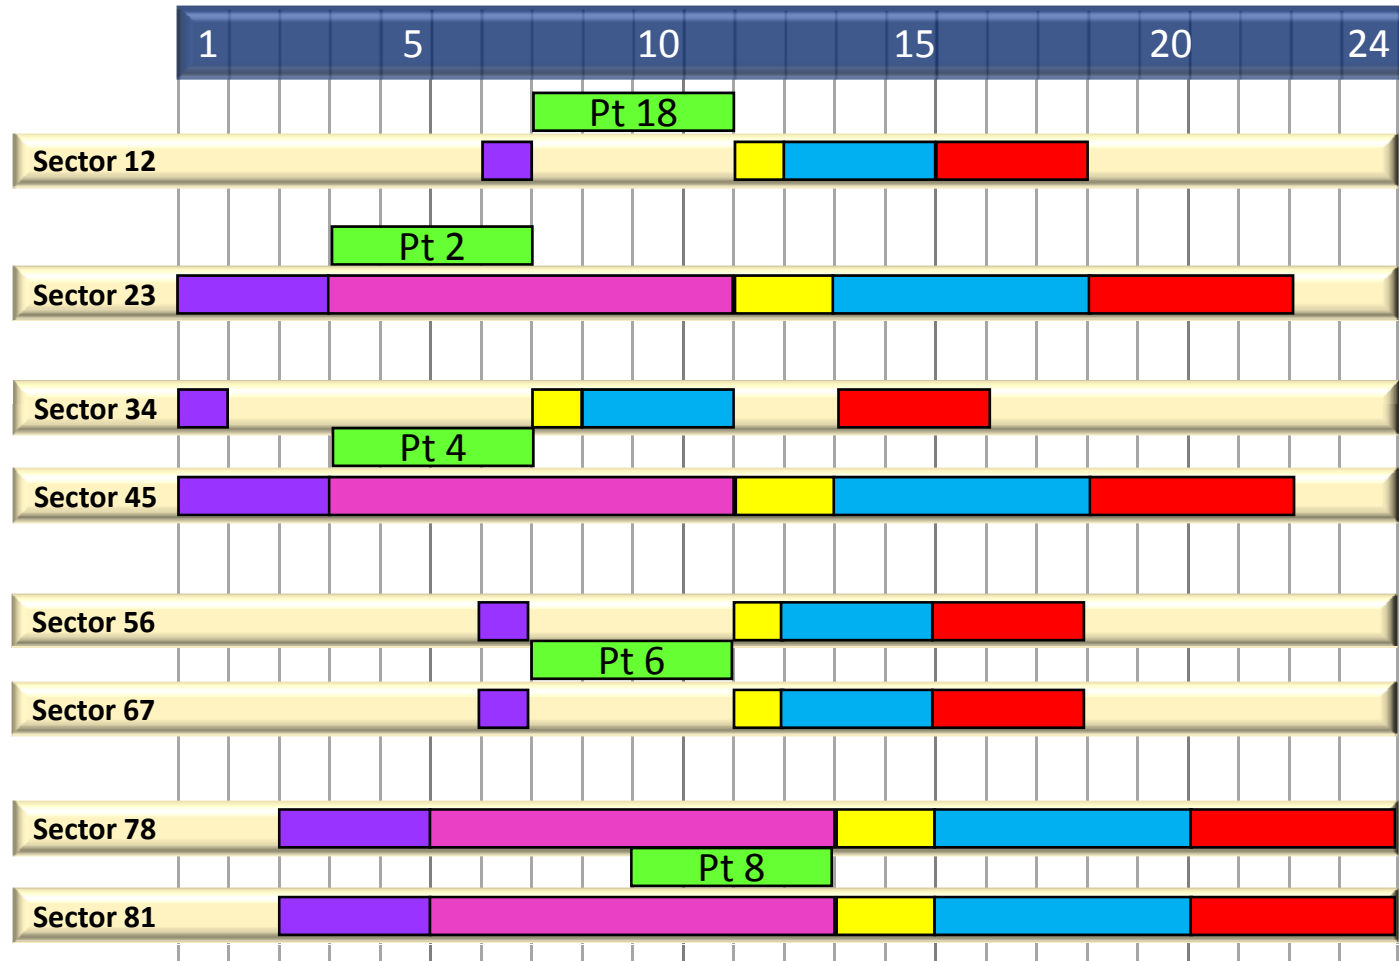 1 5 10 15 20 24
Pt 18
Sector 12
Pt 2
Sector 23
Sector 34
Pt 4
Sector 45
Sector 56
Pt 6
Sector 67
Sector 78
Pt 8
Sector 81